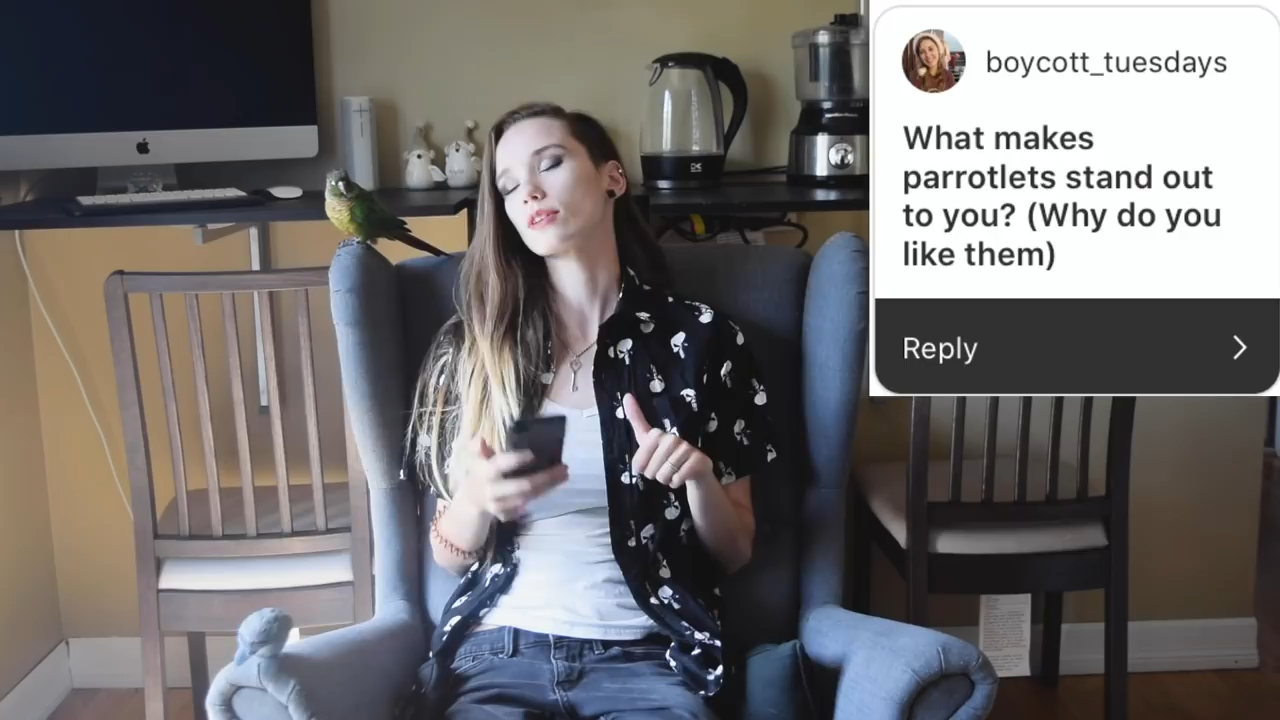 boycott_tuesdays
What makes
parrotlets stand out
to you? (Why do you
like them)
Reply